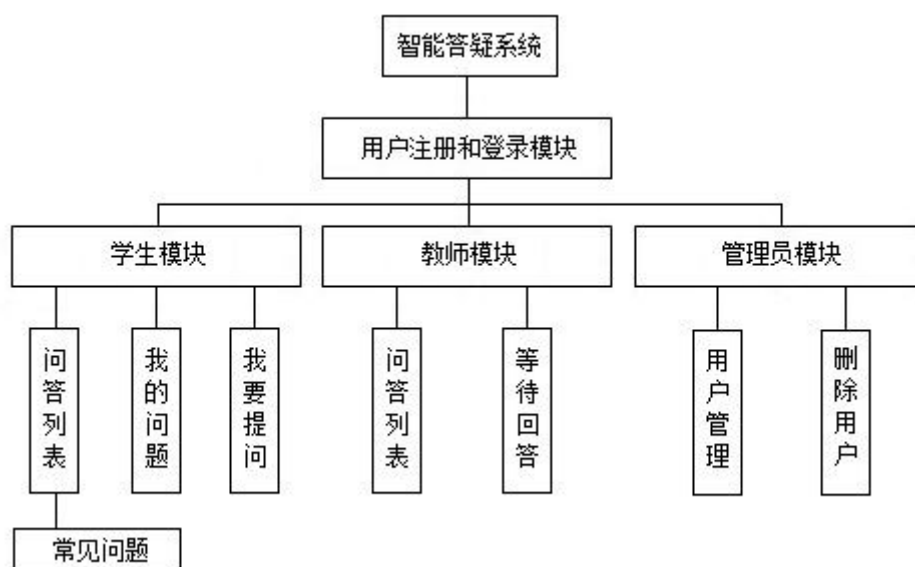 智能答疑系统
用户注册和登录模块
学生模块
教师模块
管理员模块
问答列表
我的问题
我要提问
问答列表
等待回答
用户管理
删除用户
常见问题